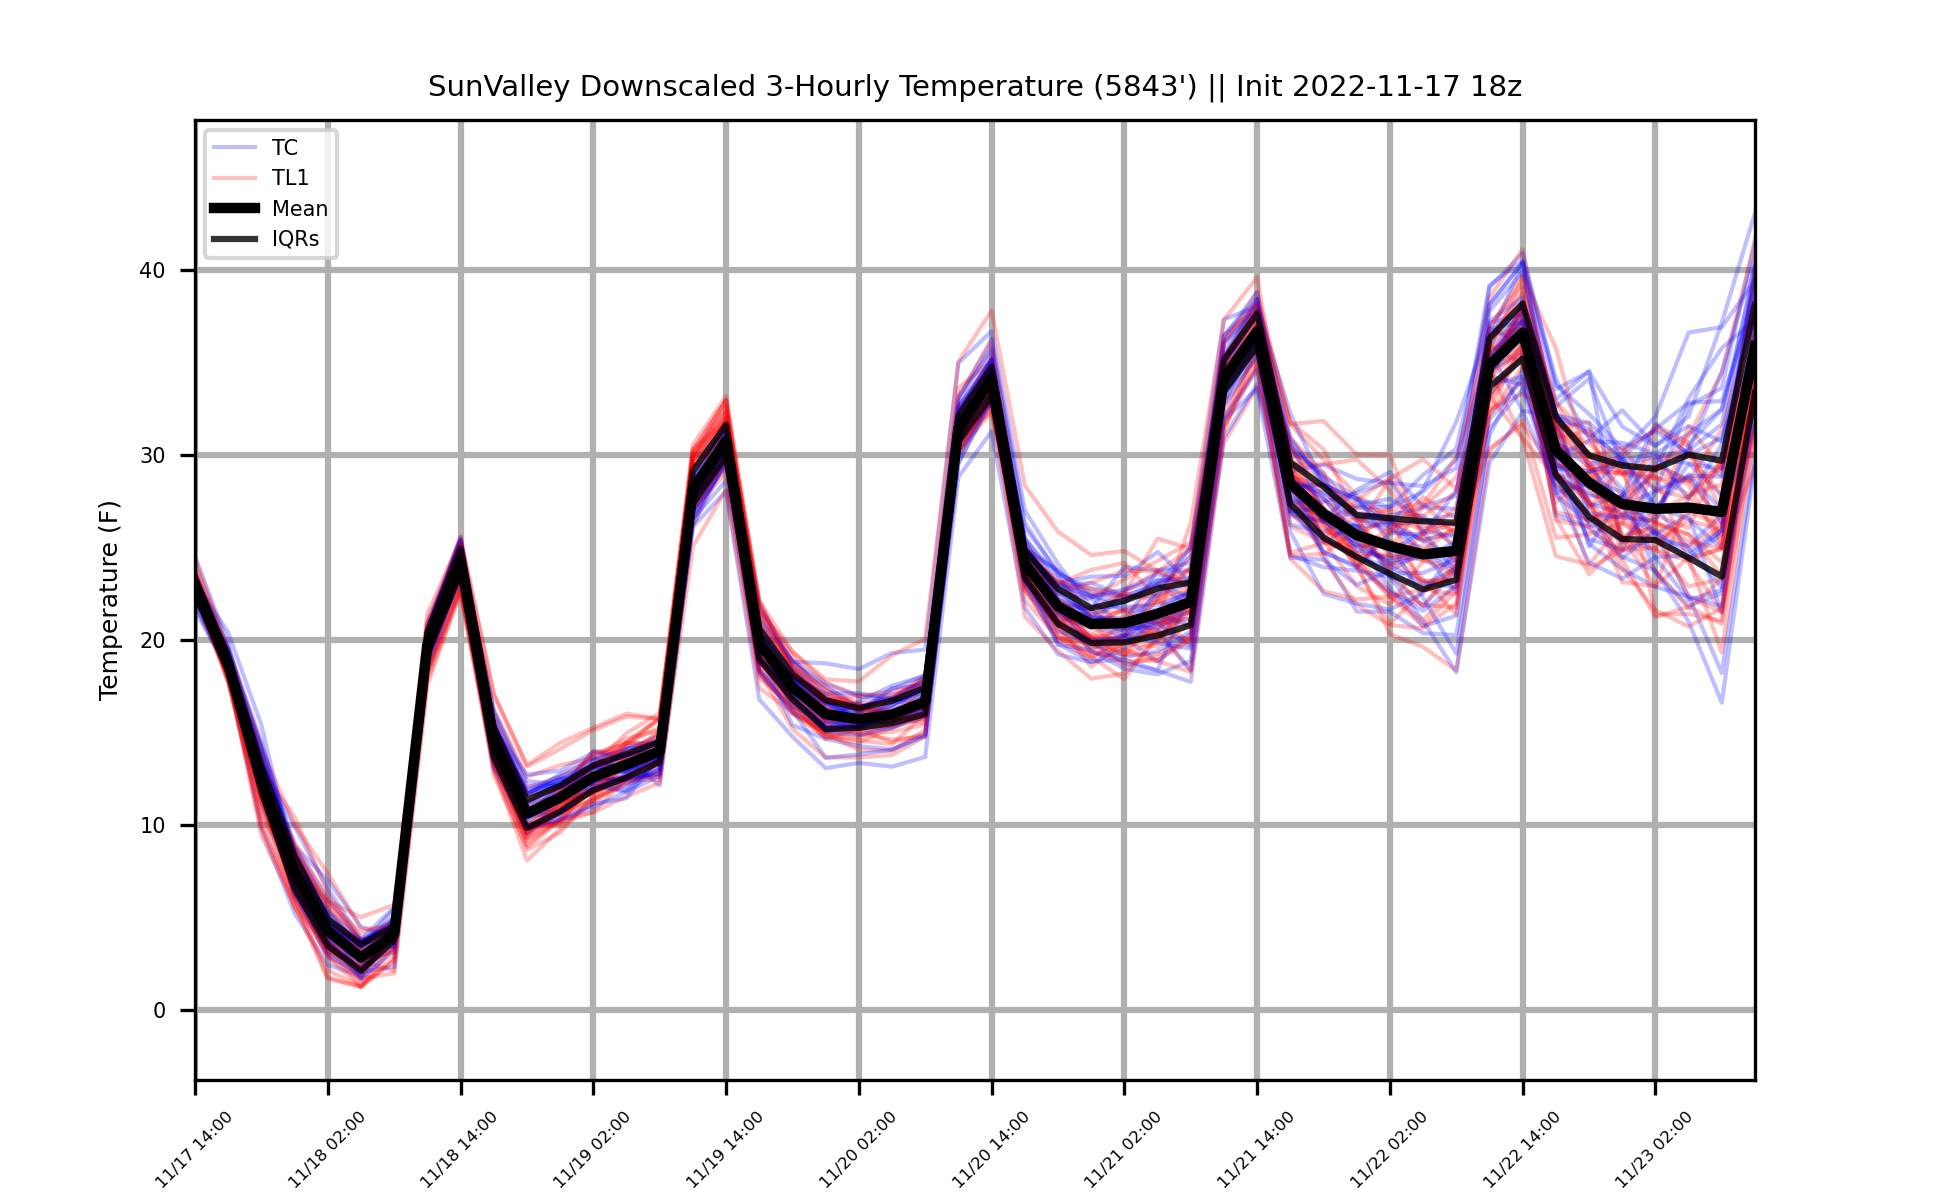 SunValley Downscaled 3-Hourly Temperature (5843') || Init 2022-11-17 18z
TC
TL1
Mean
IQRs
Temperature (F)
40
30
20
10
0
11/17 14:00
11/18 02:00
11/18 14:00
11/19 02:00
11/19 14:00
11/20 02:00
11/20 14:00
11/21 02:00
11/21 14:00
11/22 02:00
11/22 14:00
11/23 02:00